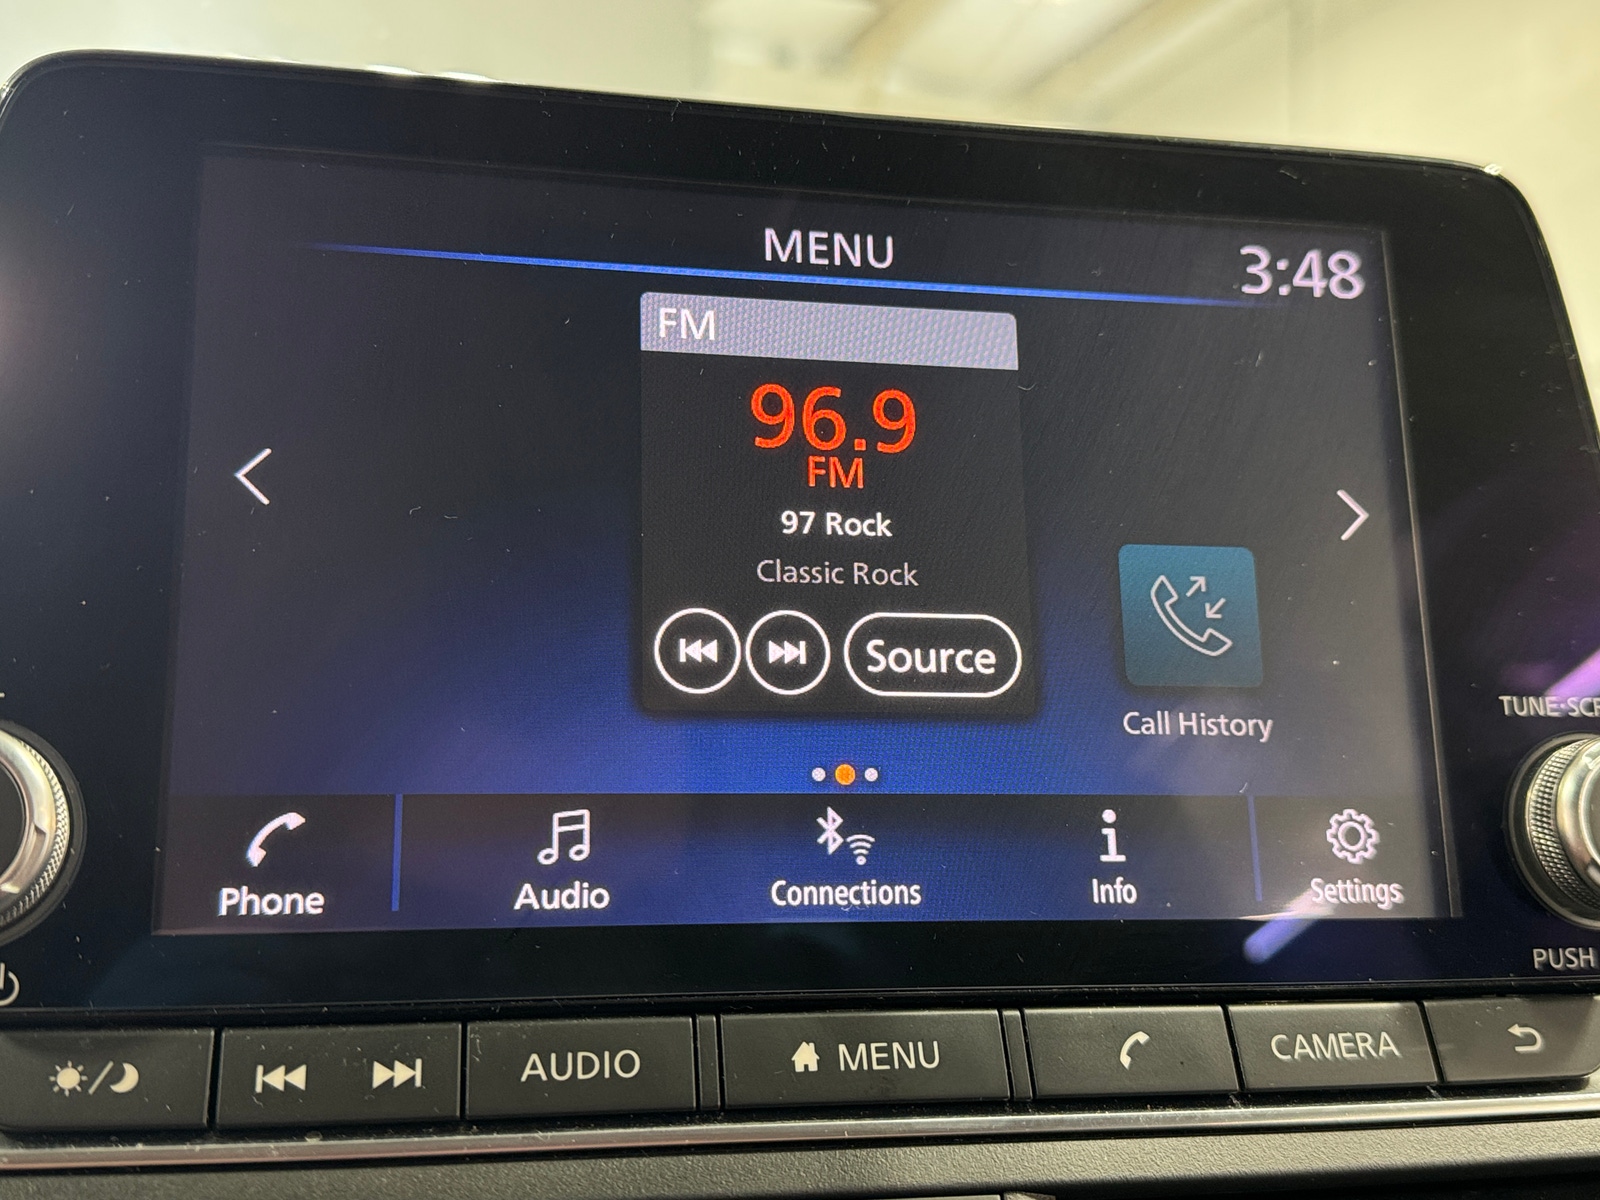 MENU
3:48
FM
96.9
FM
97 Rock
Classic Rock
Source
Call History
Phone
Audio
Connections
Info
Settings
PUSH
AUDIO
MENU
CAMERA